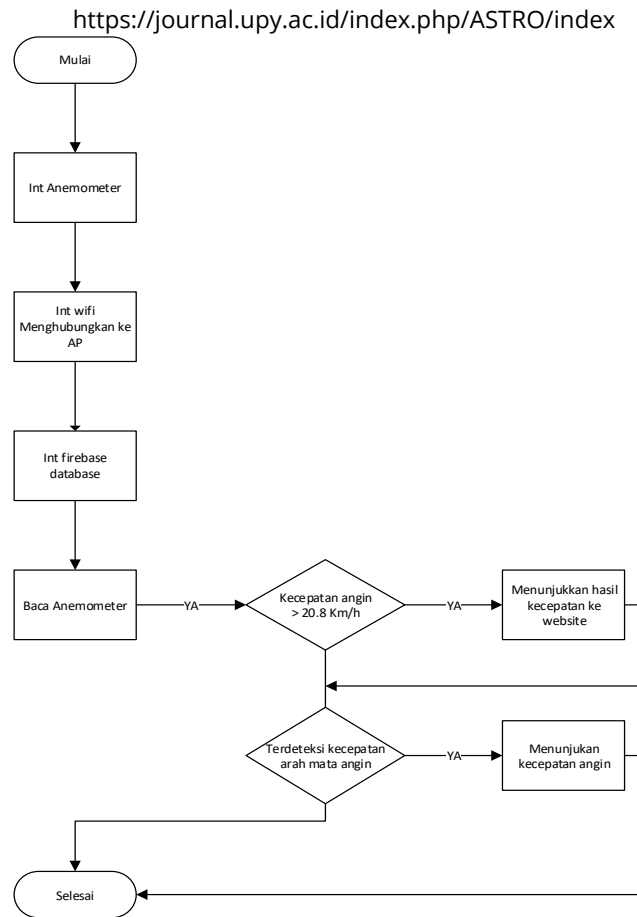 https://journal.upy.ac.id/index.php/ASTRO/index
Mulai
Int Anemometer
Int wifi
Menghubungkan ke
AP
Int firebase
database
Baca Anemometer
YA
Kecepatan angin
> 20.8 Km/h
YA
Menunjukkan hasil
kecepatan ke
website
Terdeteksi kecepatan
arah mata angin
YA
Menunjukan
kecepatan angin
Selesai